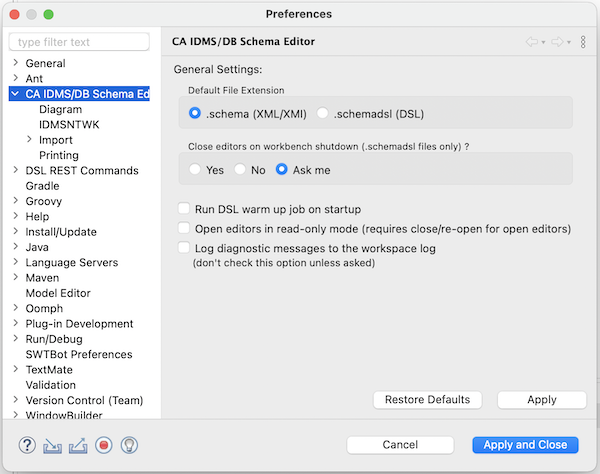 Preferences
type filter text
General
Ant
CA IDMS/DB Schema Ed
Diagram
IDMSNTWK
Import
Printing
DSL REST Commands
Gradle
Groovy
Help
Install/Update
Java
Language Servers
Maven
Model Editor
Oomph
Plug-in Development
Run/Debug
SWTBot Preferences
TextMate
Validation
Version Control (Team)
WindowBuilder
CA IDMS/DB Schema Editor
General Settings:
Default File Extension
.schema (XML/XMI) .schemadsl (DSL)
Close editors on workbench shutdown (.schemadsl files only) ?
Yes No Ask me
Run DSL warm up job on startup
Open editors in read-only mode (requires close/re-open for open editors)
Log diagnostic messages to the workspace log
(don't check this option unless asked)
Restore Defaults Apply
? Cancel Apply and Close